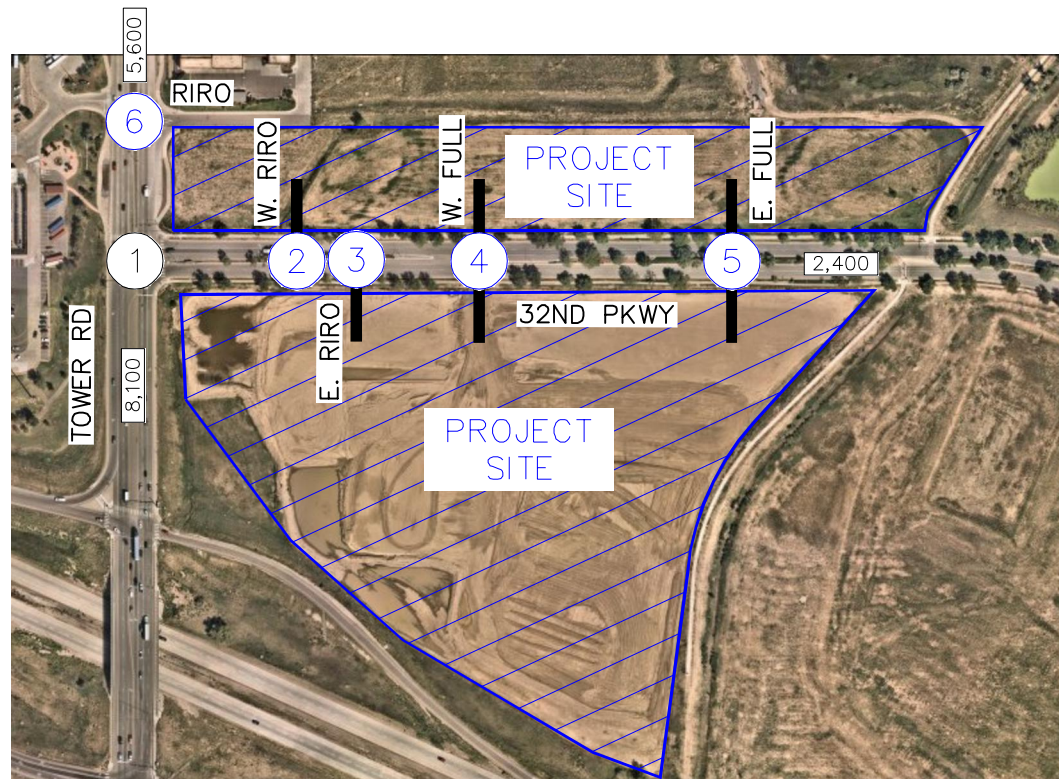 5,600
RIRO
6
W. RIRO
W. FULL
PROJECT
SITE
E. FULL
1
2
3
4
5
2,400
E. RIRO
32ND PKWY
TOWER RD
8,100
PROJECT
SITE